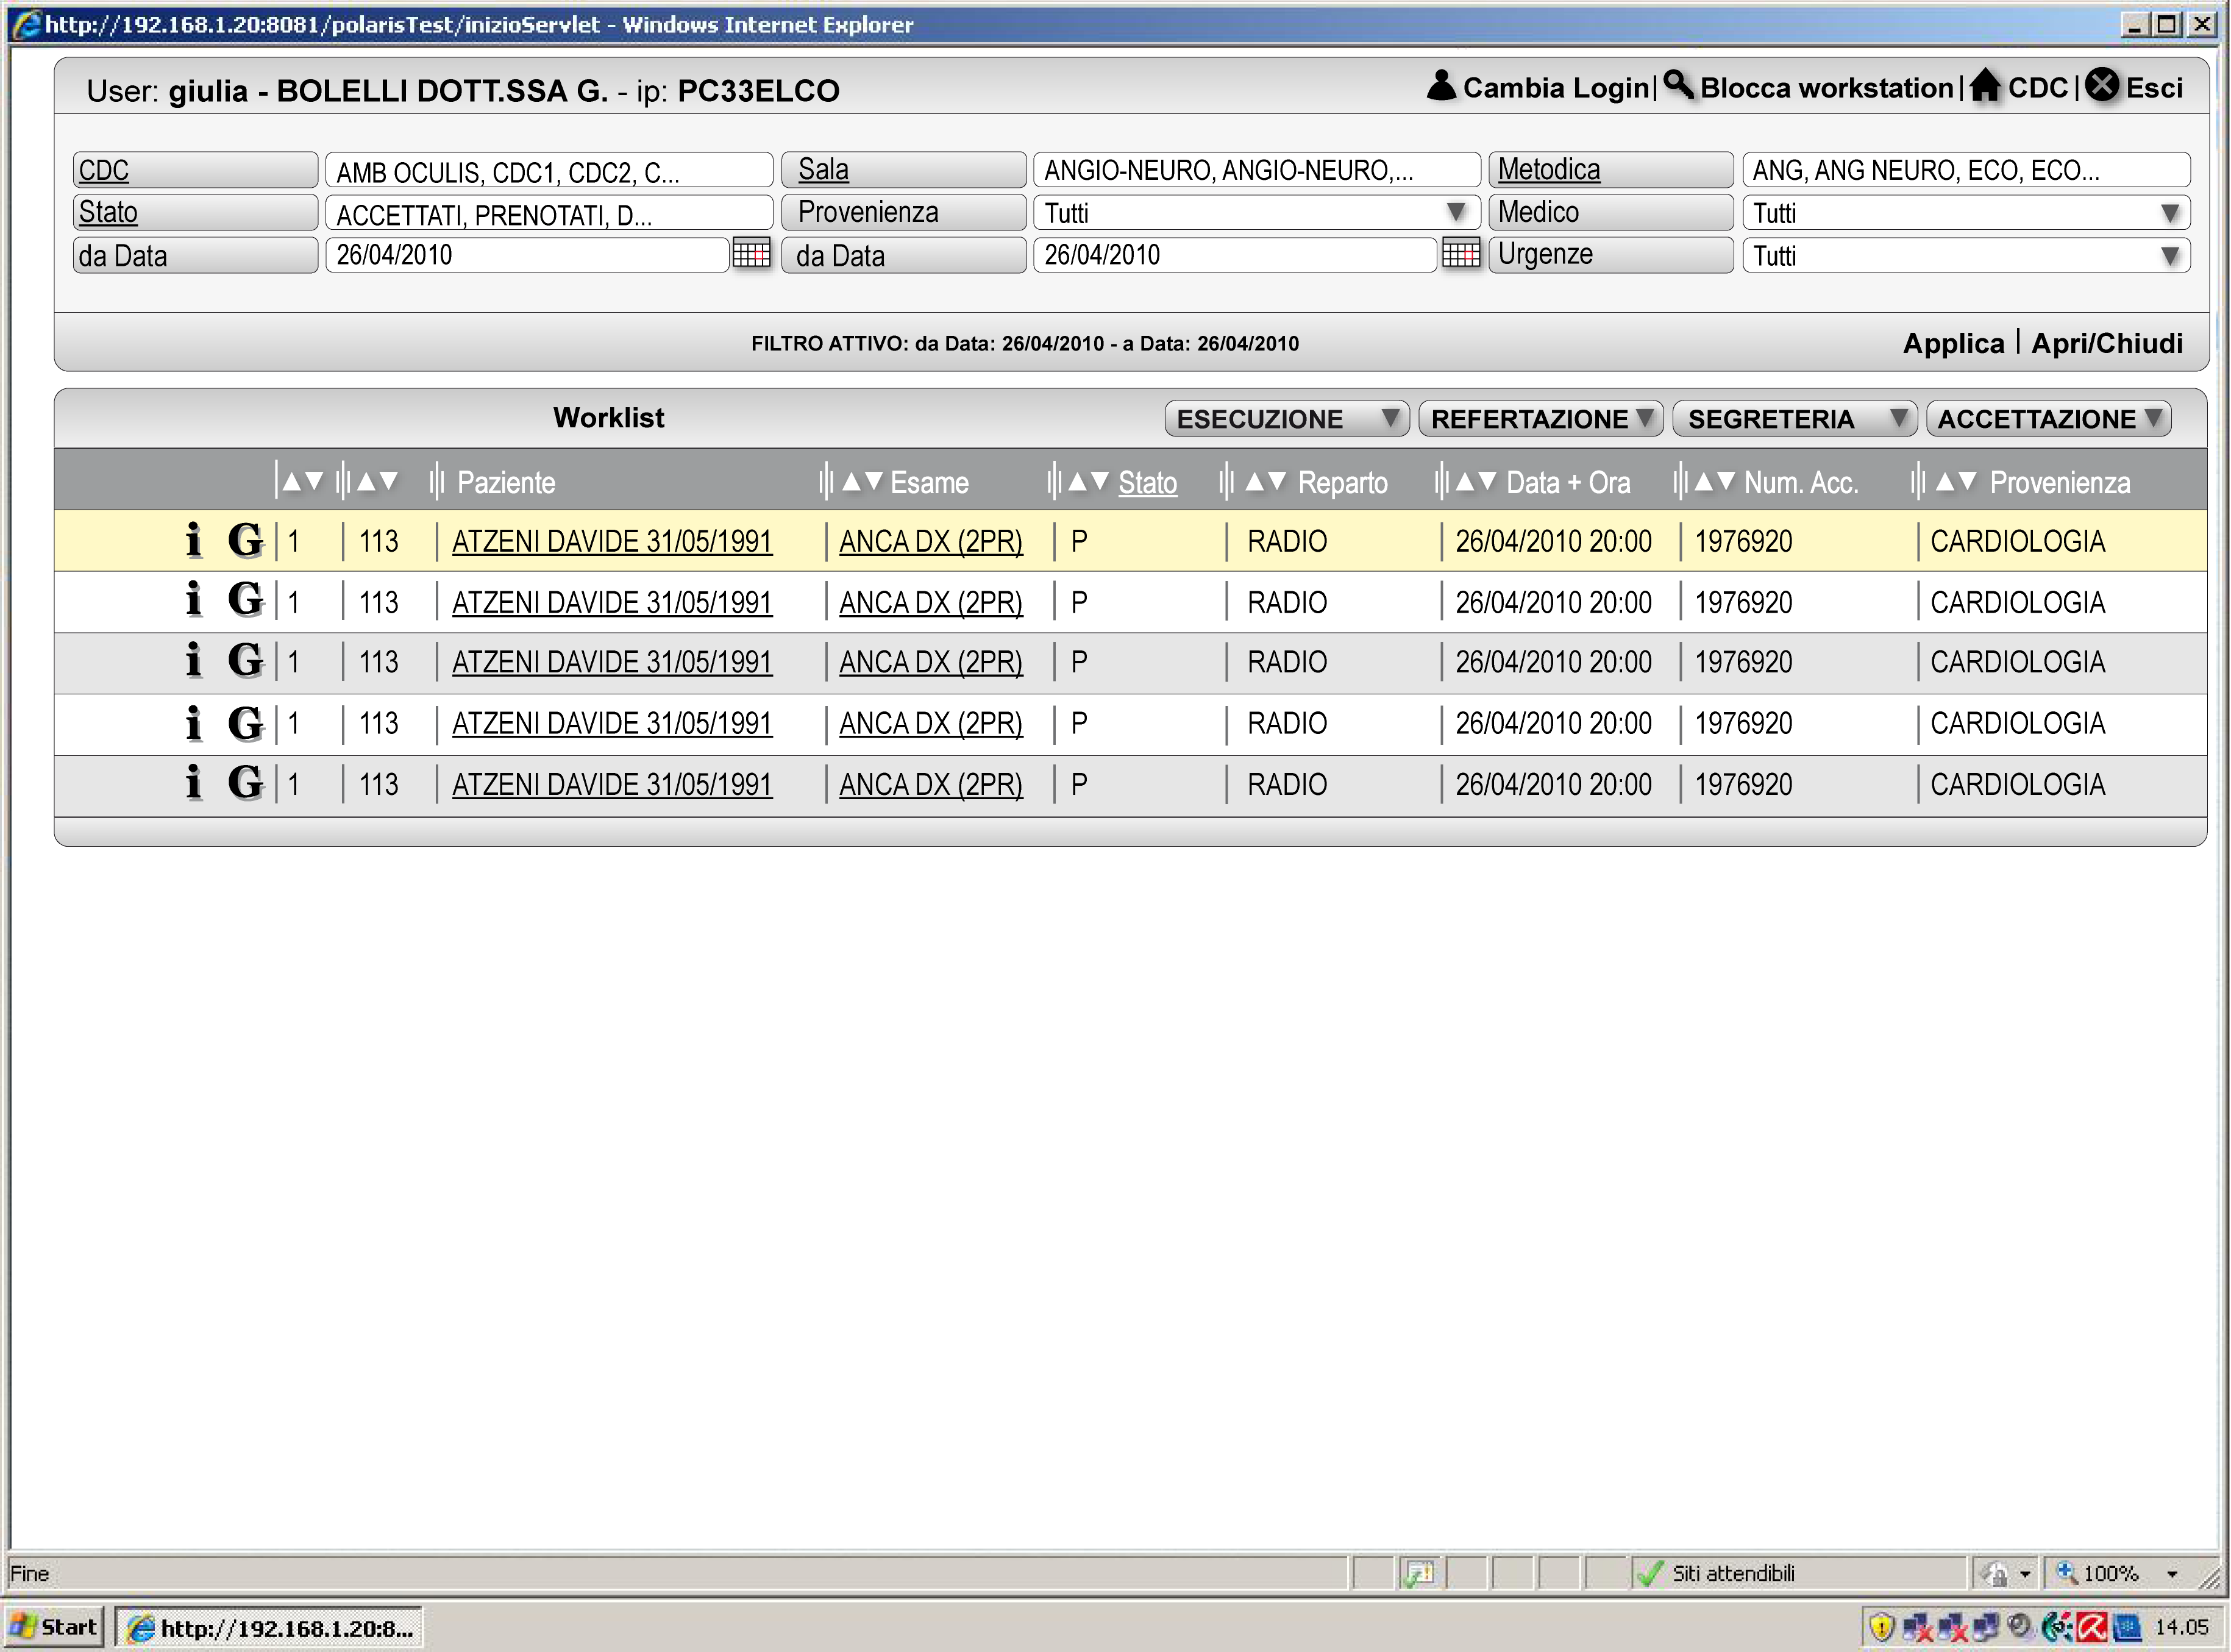 http://192.168.1.20:8081/polarisTest/inizioServlet - Windows Internet Explorer
User: giulia - BOLELLI DOTT.SSA G. - ip: PC33ELCO Cambia Login| Blocca workstation| CDC| Esci
CDC AMB OCULIS, CDC1, CDC2, C... Sala ANGIO-NEURO, ANGIO-NEURO,... Metodica ANG, ANG NEURO, ECO, ECO...
Stato ACCETTATI, PRENOTATI, D... Provenienza Tutti Medico Tutti
da Data 26/04/2010 da Data 26/04/2010 Urgenze Tutti
FILTRO ATTIVO: da Data: 26/04/2010 - a Data: 26/04/2010 Applica | Apri/Chiudi
Worklist ESECUZIONE REFERTAZIONE SEGRETERIA ACCETTAZIONE
Paziente Esame Stato Reparto Data + Ora Num. Acc. Provenienza
i G 1 113 ATZENI DAVIDE 31/05/1991 ANCA DX (2PR) P RADIO 26/04/2010 20:00 1976920 CARDIOLOGIA
i G 1 113 ATZENI DAVIDE 31/05/1991 ANCA DX (2PR) P RADIO 26/04/2010 20:00 1976920 CARDIOLOGIA
i G 1 113 ATZENI DAVIDE 31/05/1991 ANCA DX (2PR) P RADIO 26/04/2010 20:00 1976920 CARDIOLOGIA
i G 1 113 ATZENI DAVIDE 31/05/1991 ANCA DX (2PR) P RADIO 26/04/2010 20:00 1976920 CARDIOLOGIA
i G 1 113 ATZENI DAVIDE 31/05/1991 ANCA DX (2PR) P RADIO 26/04/2010 20:00 1976920 CARDIOLOGIA
Fine Siti attendibili 100%
Start http://192.168.1.20:8... 14.05